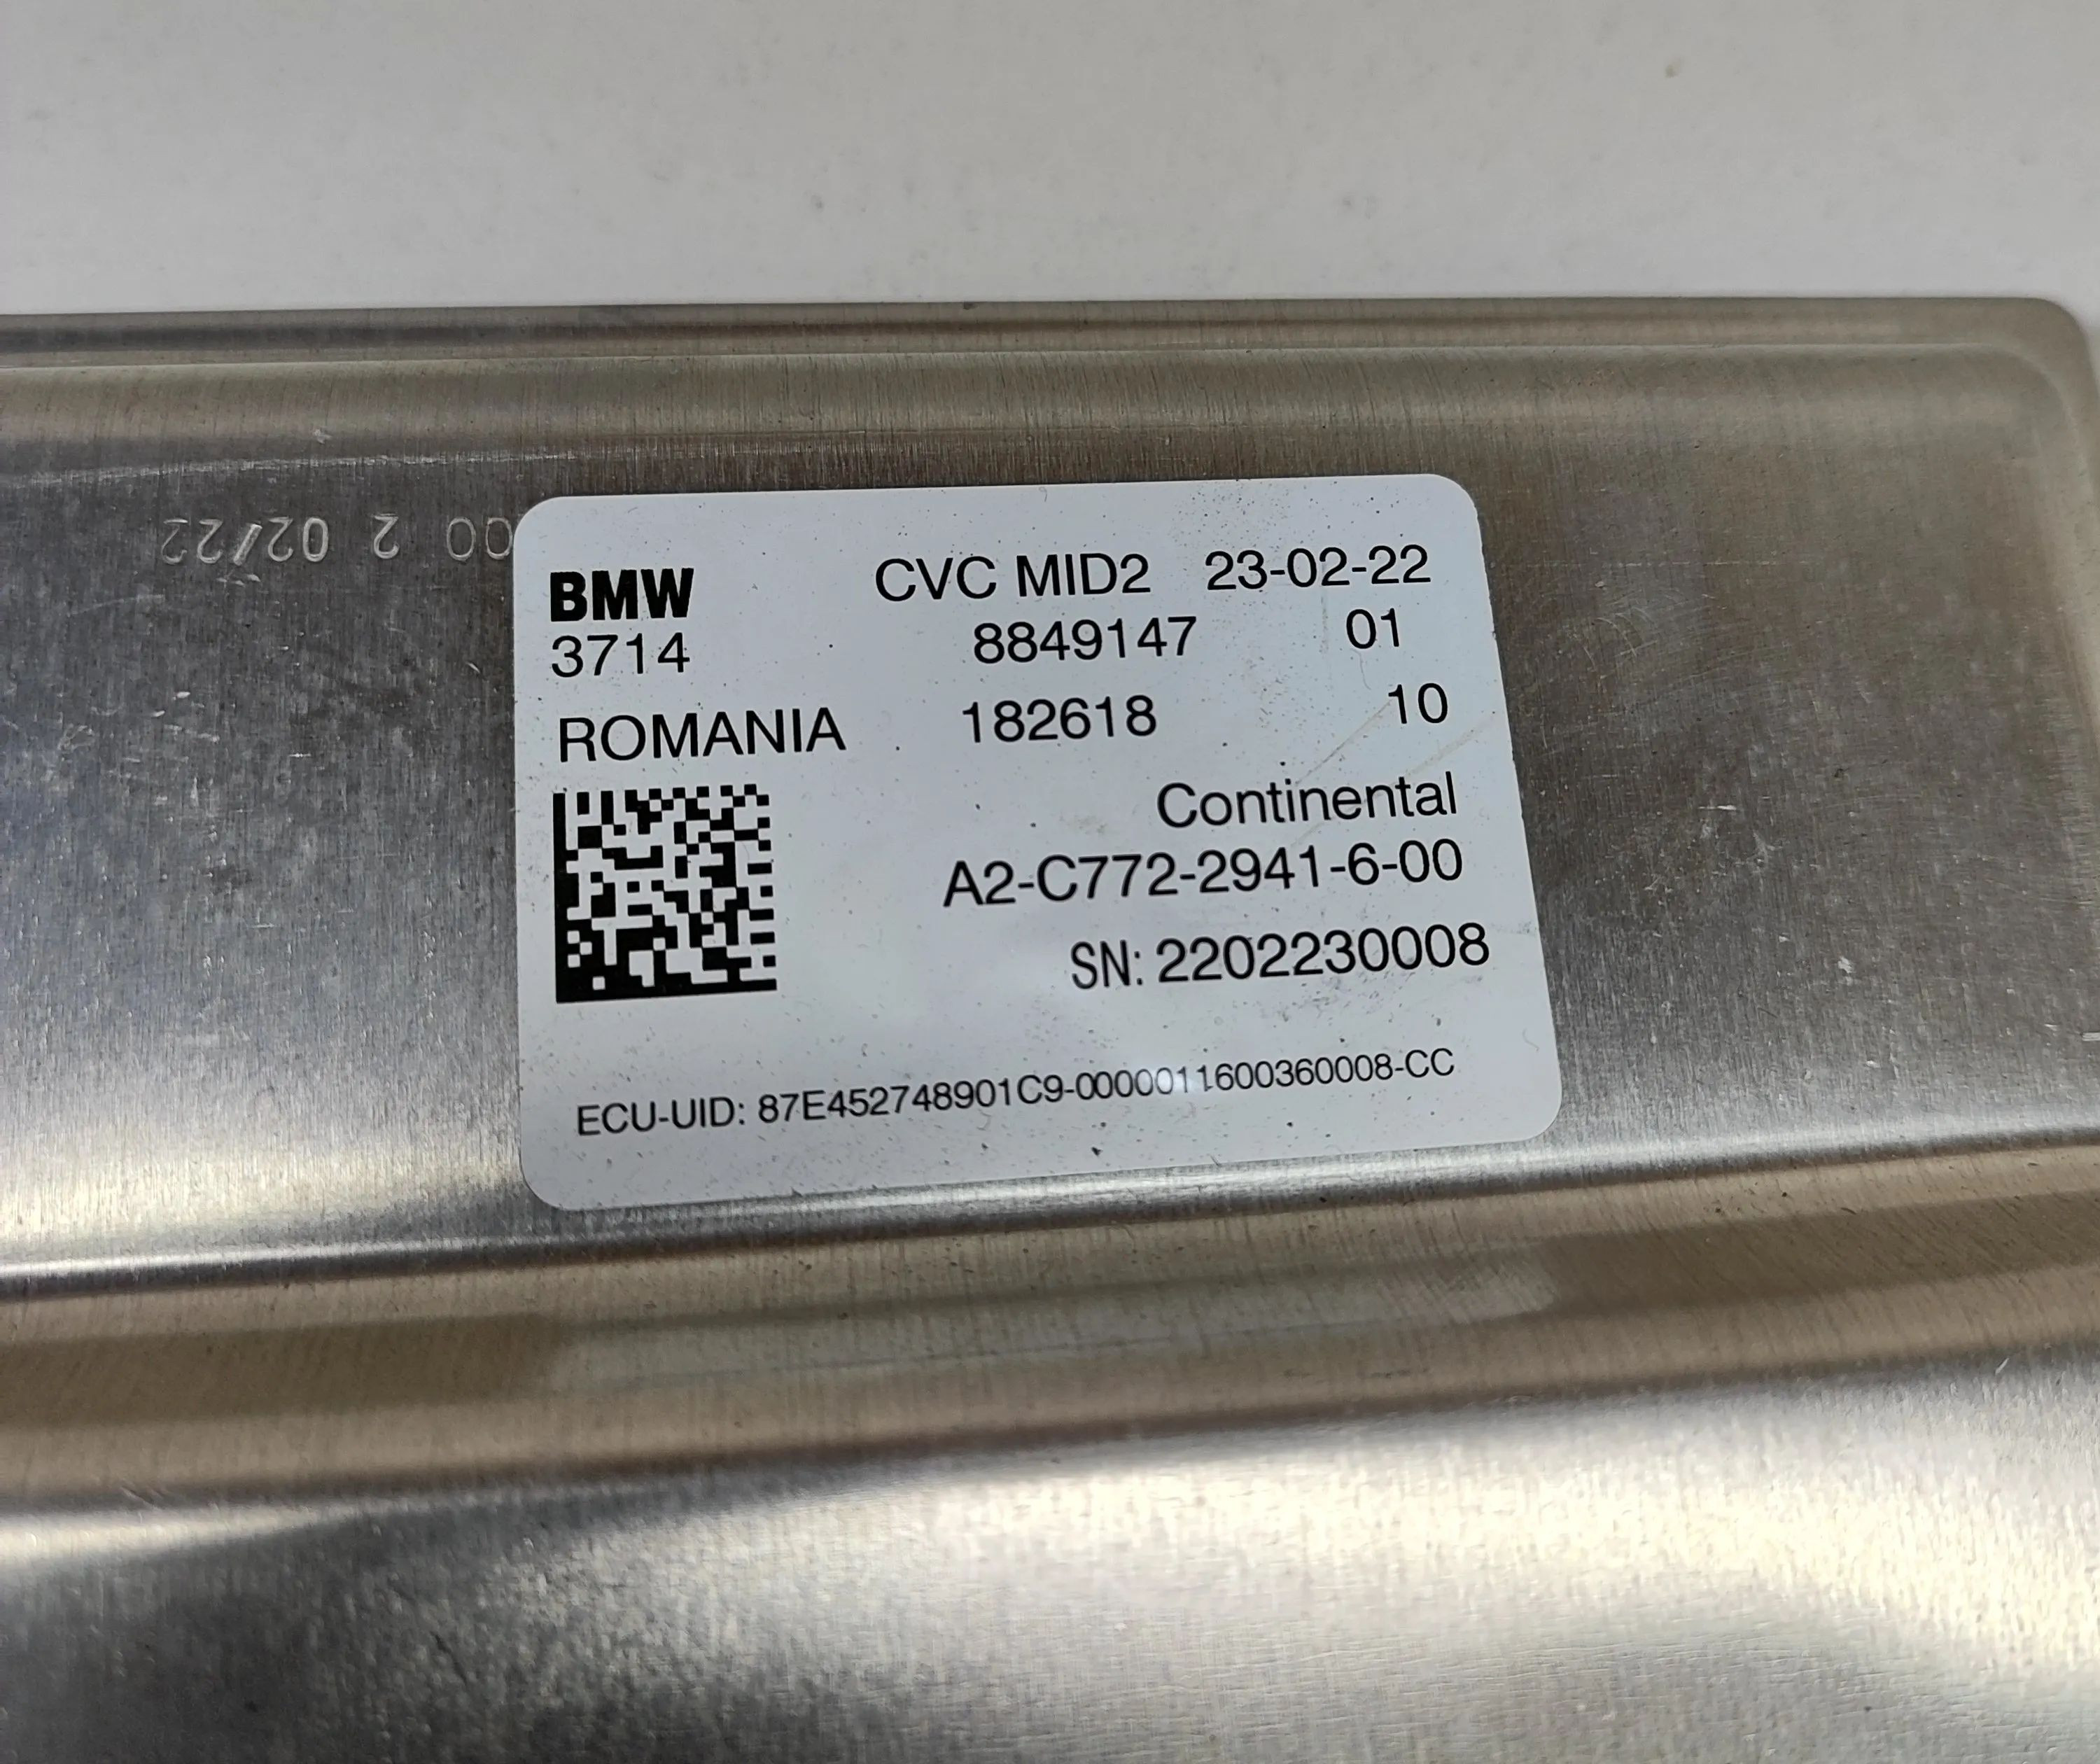 00 2 02/22
BMW CVC MID2 23-02-22
3714 8849147 01
ROMANIA 182618 10
Continental
A2-C772-2941-6-00
SN: 2202230008
ECU-UID: 87E452748901C9-0000011600360008-CC